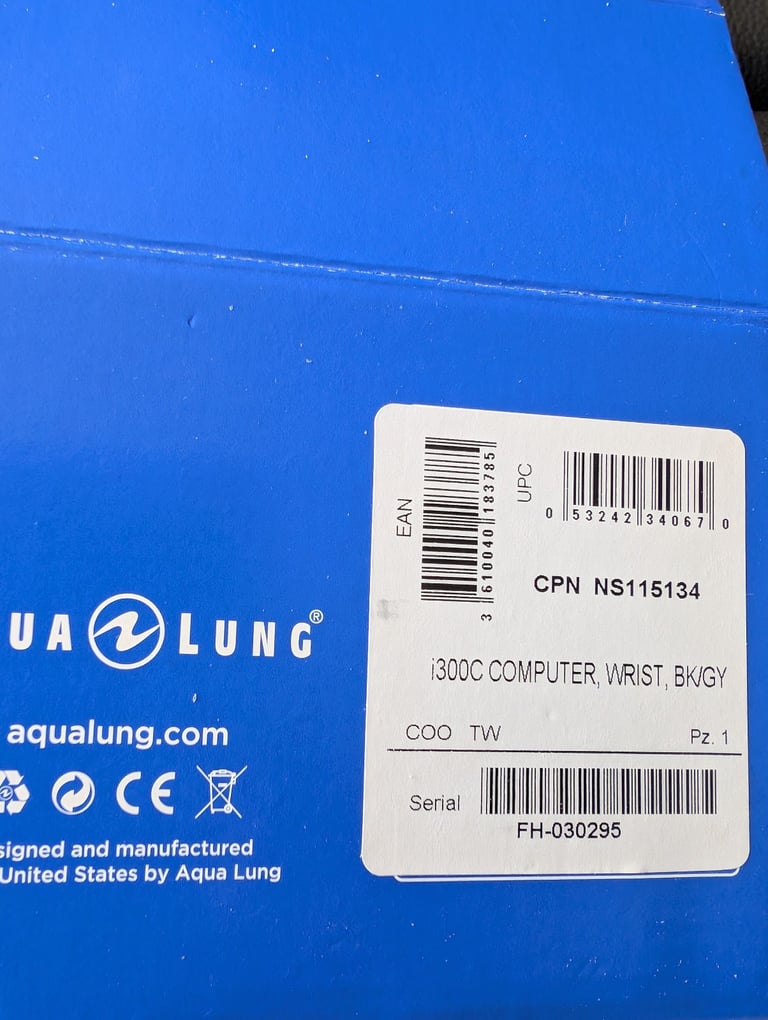 EAN
3 610040 183785
UPC
0 53242 34067 0
CPN NS115134
i300C COMPUTER, WRIST, BK/GY
COO TW Pz. 1
Serial
FH-030295
UA LUNG®
aqualung.com
CE
signed and manufactured
United States by Aqua Lung